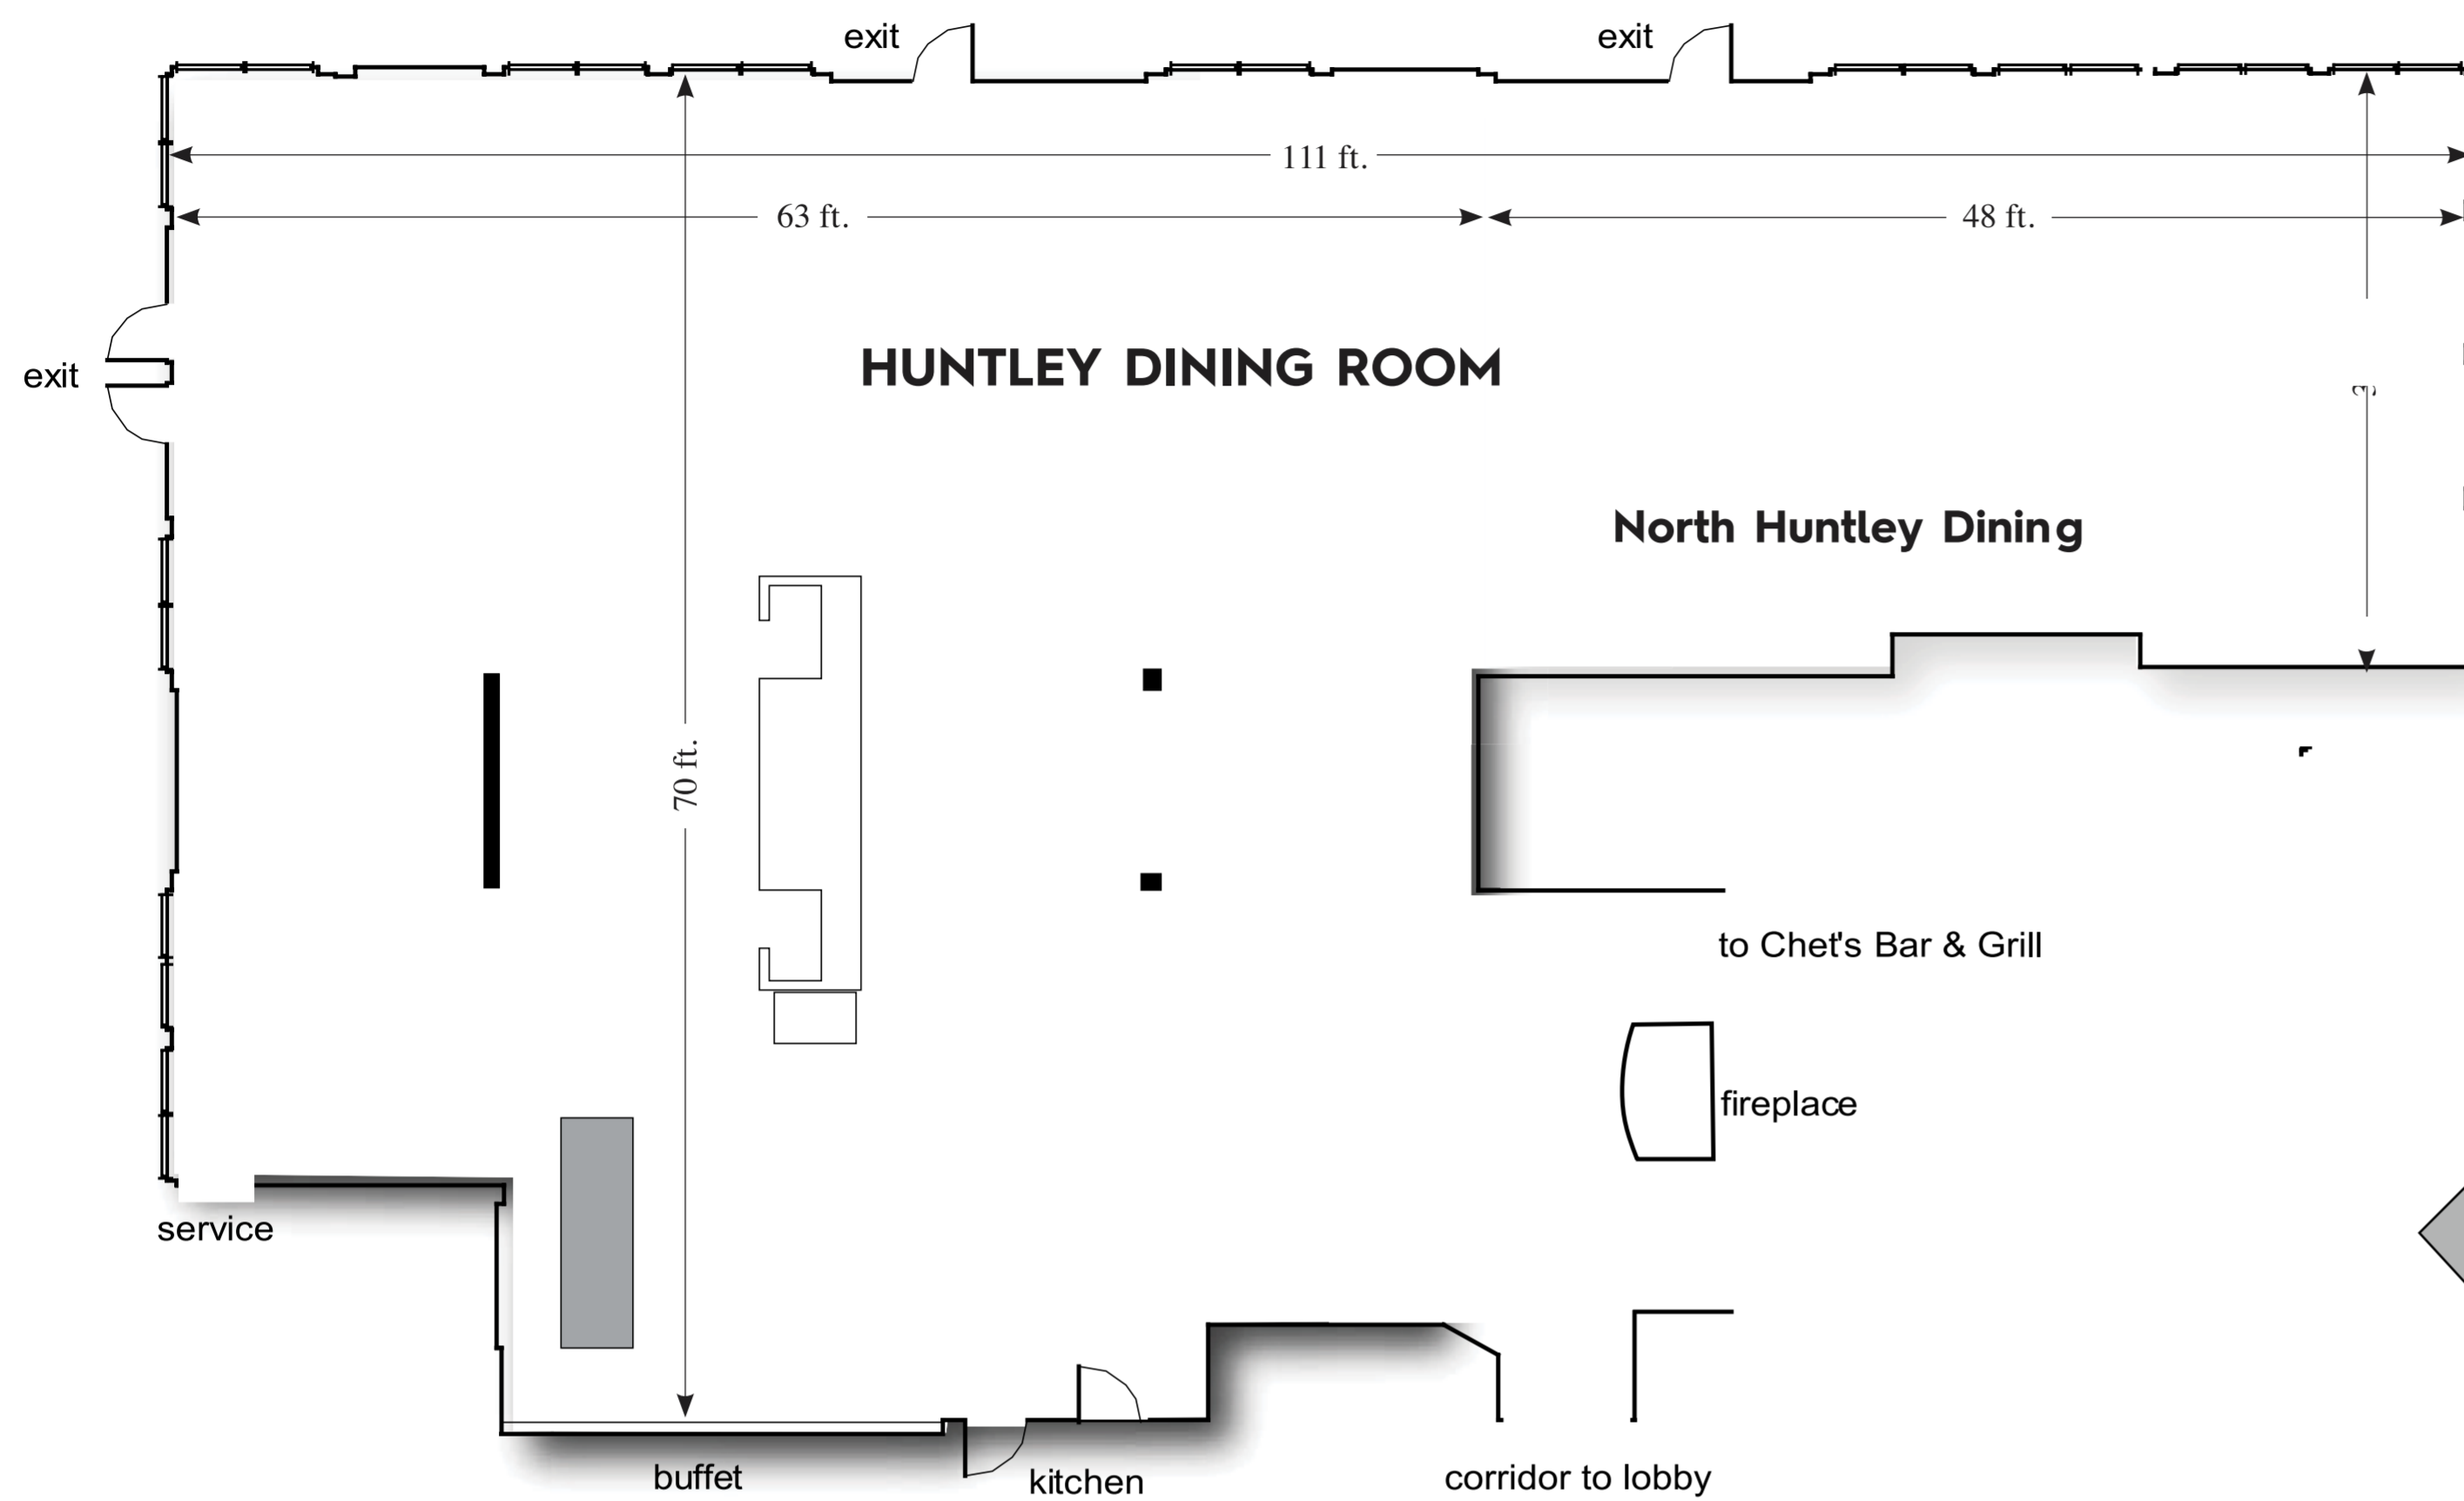 exit
exit
111 ft.
63 ft.
48 ft.
HUNTLEY DINING ROOM
exit
North Huntley Dining
70 ft.
to Chet's Bar & Grill
fireplace
service
buffet
kitchen
corridor to lobby